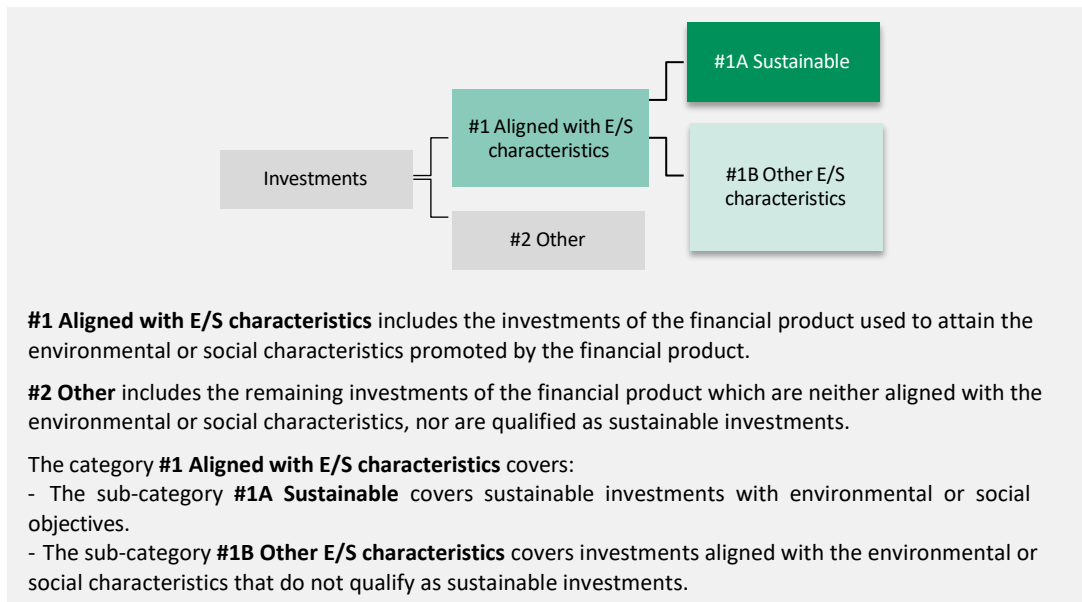 #1A Sustainable
#1 Aligned with E/S
characteristics
Investments
#1B Other E/S
characteristics
#2 Other
#1 Aligned with E/S characteristics includes the investments of the financial product used to attain the
environmental or social characteristics promoted by the financial product.
#2 Other includes the remaining investments of the financial product which are neither aligned with the
environmental or social characteristics, nor are qualified as sustainable investments.
The category #1 Aligned with E/S characteristics covers:
- The sub-category #1A Sustainable covers sustainable investments with environmental or social
objectives.
- The sub-category #1B Other E/S characteristics covers investments aligned with the environmental or
social characteristics that do not qualify as sustainable investments.